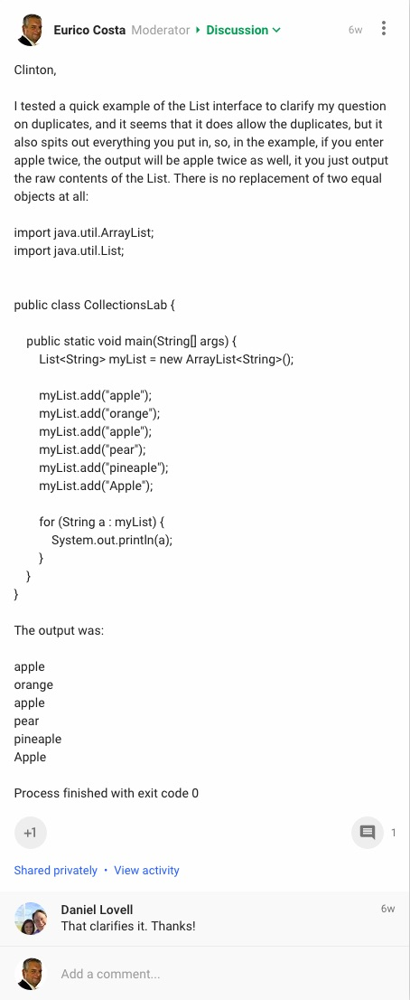 Eurico Costa Moderator Discussion 6w
Clinton,
I tested a quick example of the List interface to clarify my question
on duplicates, and it seems that it does allow the duplicates, but it
also spits out everything you put in, so, in the example, if you enter
apple twice, the output will be apple twice as well, it you just output
the raw contents of the List. There is no replacement of two equal
objects at all:
import java.util.ArrayList;
import java.util.List;
public class CollectionsLab {
public static void main(String[] args) {
List<String> myList = new ArrayList<String>();
myList.add("apple");
myList.add("orange");
myList.add("apple");
myList.add("pear");
myList.add("pineaple");
myList.add("Apple");
for (String a : myList) {
System.out.println(a);
}
}
}
The output was:
apple
orange
apple
pear
pineaple
Apple
Process finished with exit code 0
+1 1
Shared privately • View activity
Daniel Lovell 6w
That clarifies it. Thanks!
Add a comment...